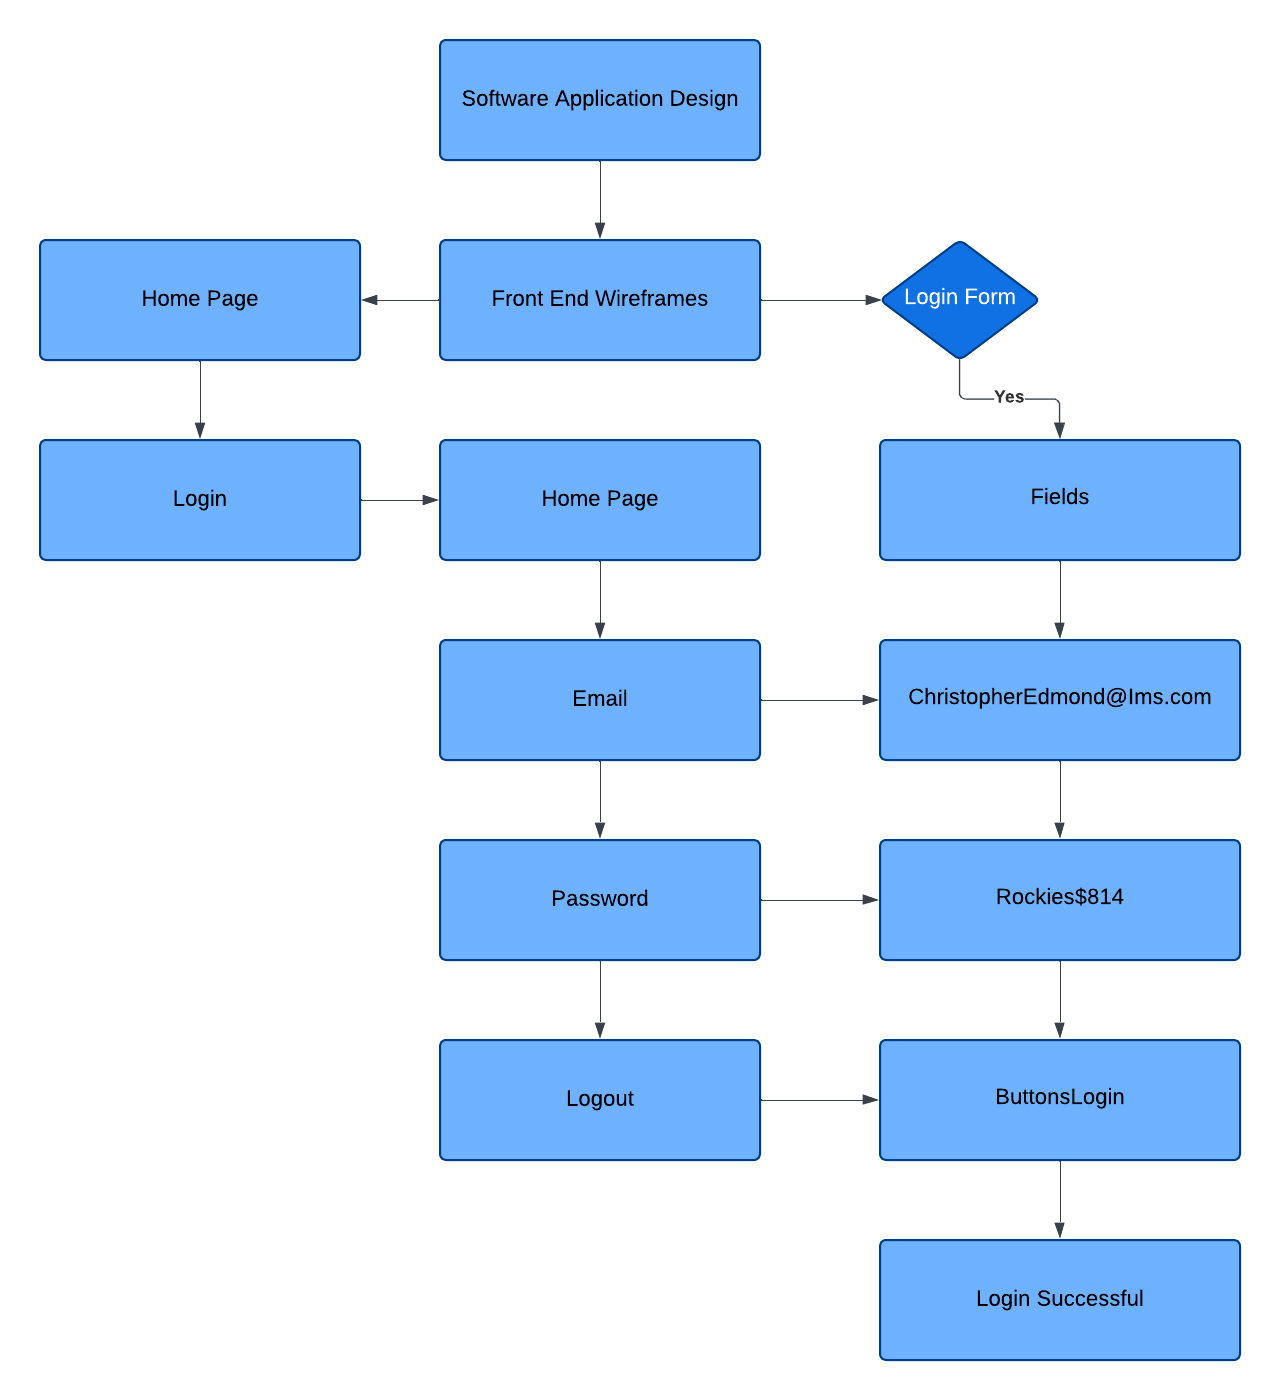 Software Application Design
Home Page
Front End Wireframes
Login Form
Yes
Login
Home Page
Fields
Email
ChristopherEdmond@Ims.com
Password
Rockies$814
Logout
ButtonsLogin
Login Successful